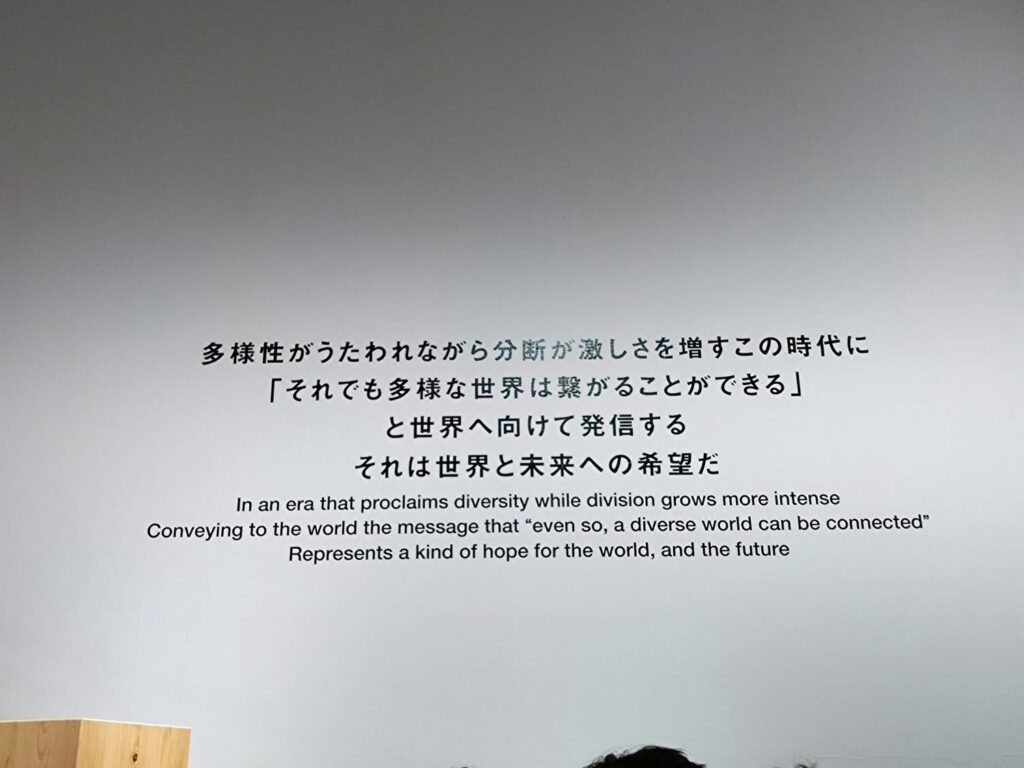 多様性がうたわれながら分断が激しさを増すこの時代に
「それでも多様な世界は繋がることができる」
と世界へ向けて発信する
それは世界と未来への希望だ
In an era that proclaims diversity while division grows more intense
Conveying to the world the message that “even so, a diverse world can be connected”
Represents a kind of hope for the world, and the future